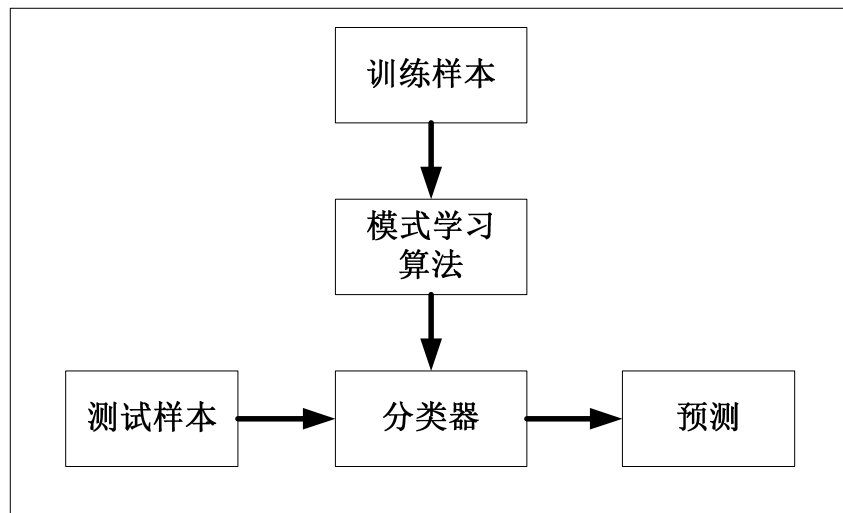 训练样本
模式学习
算法
测试样本
分类器
预测